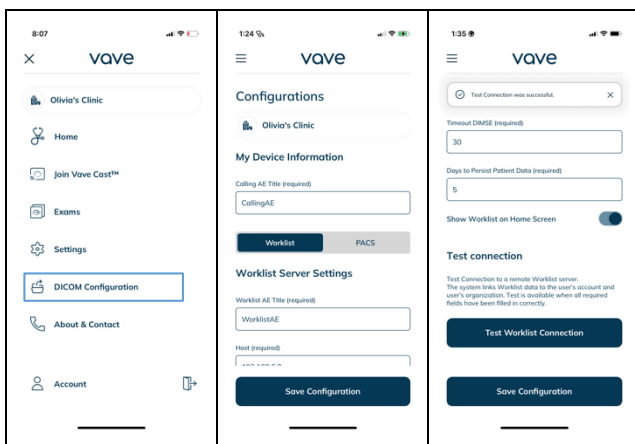 8:07
vave
Olivia's Clinic
Home
Join Vave Cast™
Exams
Settings
DICOM Configuration
About & Contact
Account
1:24
vave
Configurations
Olivia's Clinic
My Device Information
Calling AE Title (required)
CallingAE
Worklist PACS
Worklist Server Settings
Worklist AE Title (required)
WorklistAE
Host (required)
Save Configuration
1:35
vave
Test Connection was successful.
Timeout DIMSE (required)
30
Days to Persist Patient Data (required)
5
Show Worklist on Home Screen
Test connection
Test Connection to a remote Worklist server.
The system links Worklist data to the user's account and
user's organization. Test is available when all required
fields have been filled in correctly.
Test Worklist Connection
Save Configuration